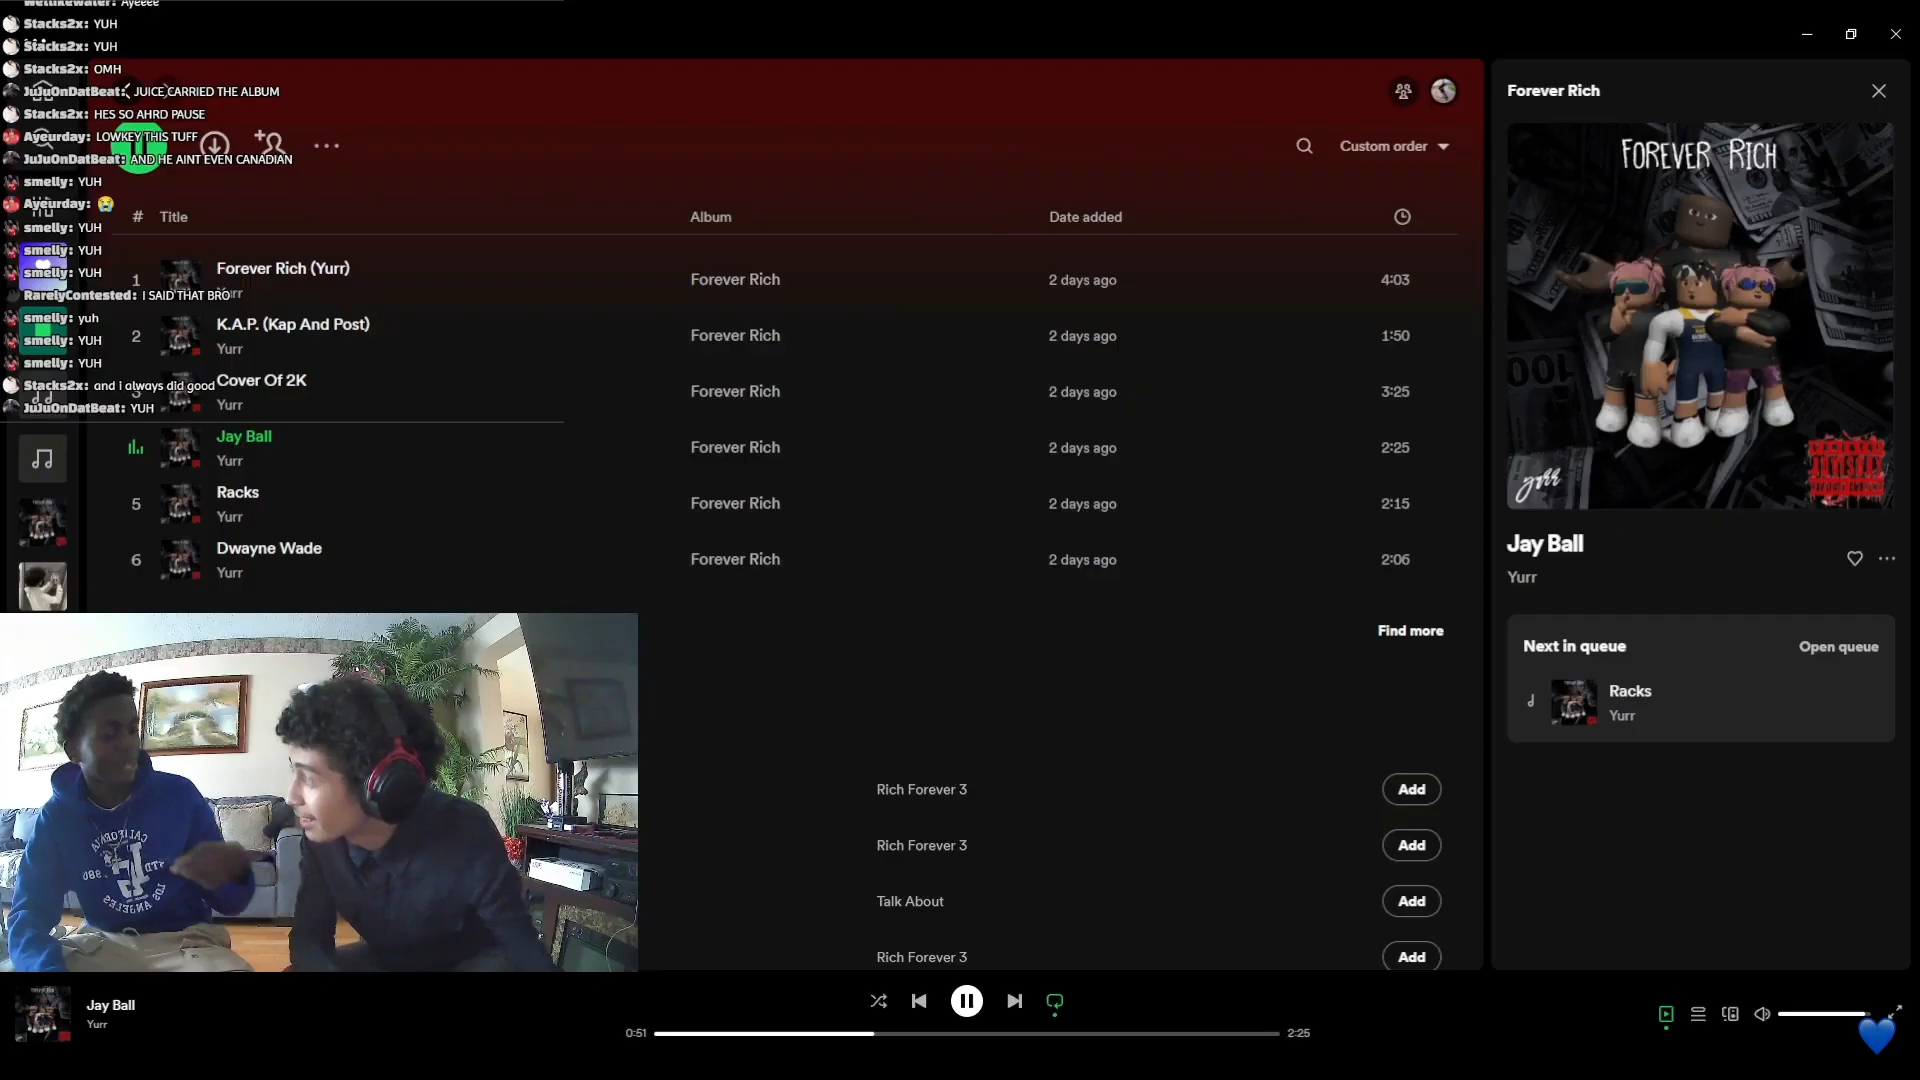 Wetlikewater: Ayeeee
Stacks2x: YUH
Stacks2x: YUH
Stacks2x: OMH
JuJuOnDatBeat: JUICE CARRIED THE ALBUM
Stacks2x: HES SO AHRD PAUSE
Ayeurday: LOWKEY THIS TUFF
JuJuOnDatBeat: AND HE AINT EVEN CANADIAN
smelly: YUH
Ayeurday: 😭
smelly: YUH
smelly: YUH
smelly: YUH
RarelyContested: I SAID THAT BRO
smelly: yuh
smelly: YUH
smelly: YUH
Stacks2x: and i always did good
JuJuOnDatBeat: YUH
Custom order
# Title Album Date added
1 Forever Rich (Yurr) Forever Rich 2 days ago 4:03
Yurr
2 K.A.P. (Kap And Post) Forever Rich 2 days ago 1:50
Yurr
3 Cover Of 2K Forever Rich 2 days ago 3:25
Yurr
Jay Ball Forever Rich 2 days ago 2:25
Yurr
5 Racks Forever Rich 2 days ago 2:15
Yurr
6 Dwayne Wade Forever Rich 2 days ago 2:06
Yurr
Find more
Rich Forever 3 Add
Rich Forever 3 Add
Talk About Add
Rich Forever 3 Add
Forever Rich
FOREVER RICH
yrr
Jay Ball
Yurr
Next in queue Open queue
Racks
Yurr
CALIFORNIA
LOS ANGELES
Jay Ball
Yurr
0:51 2:25